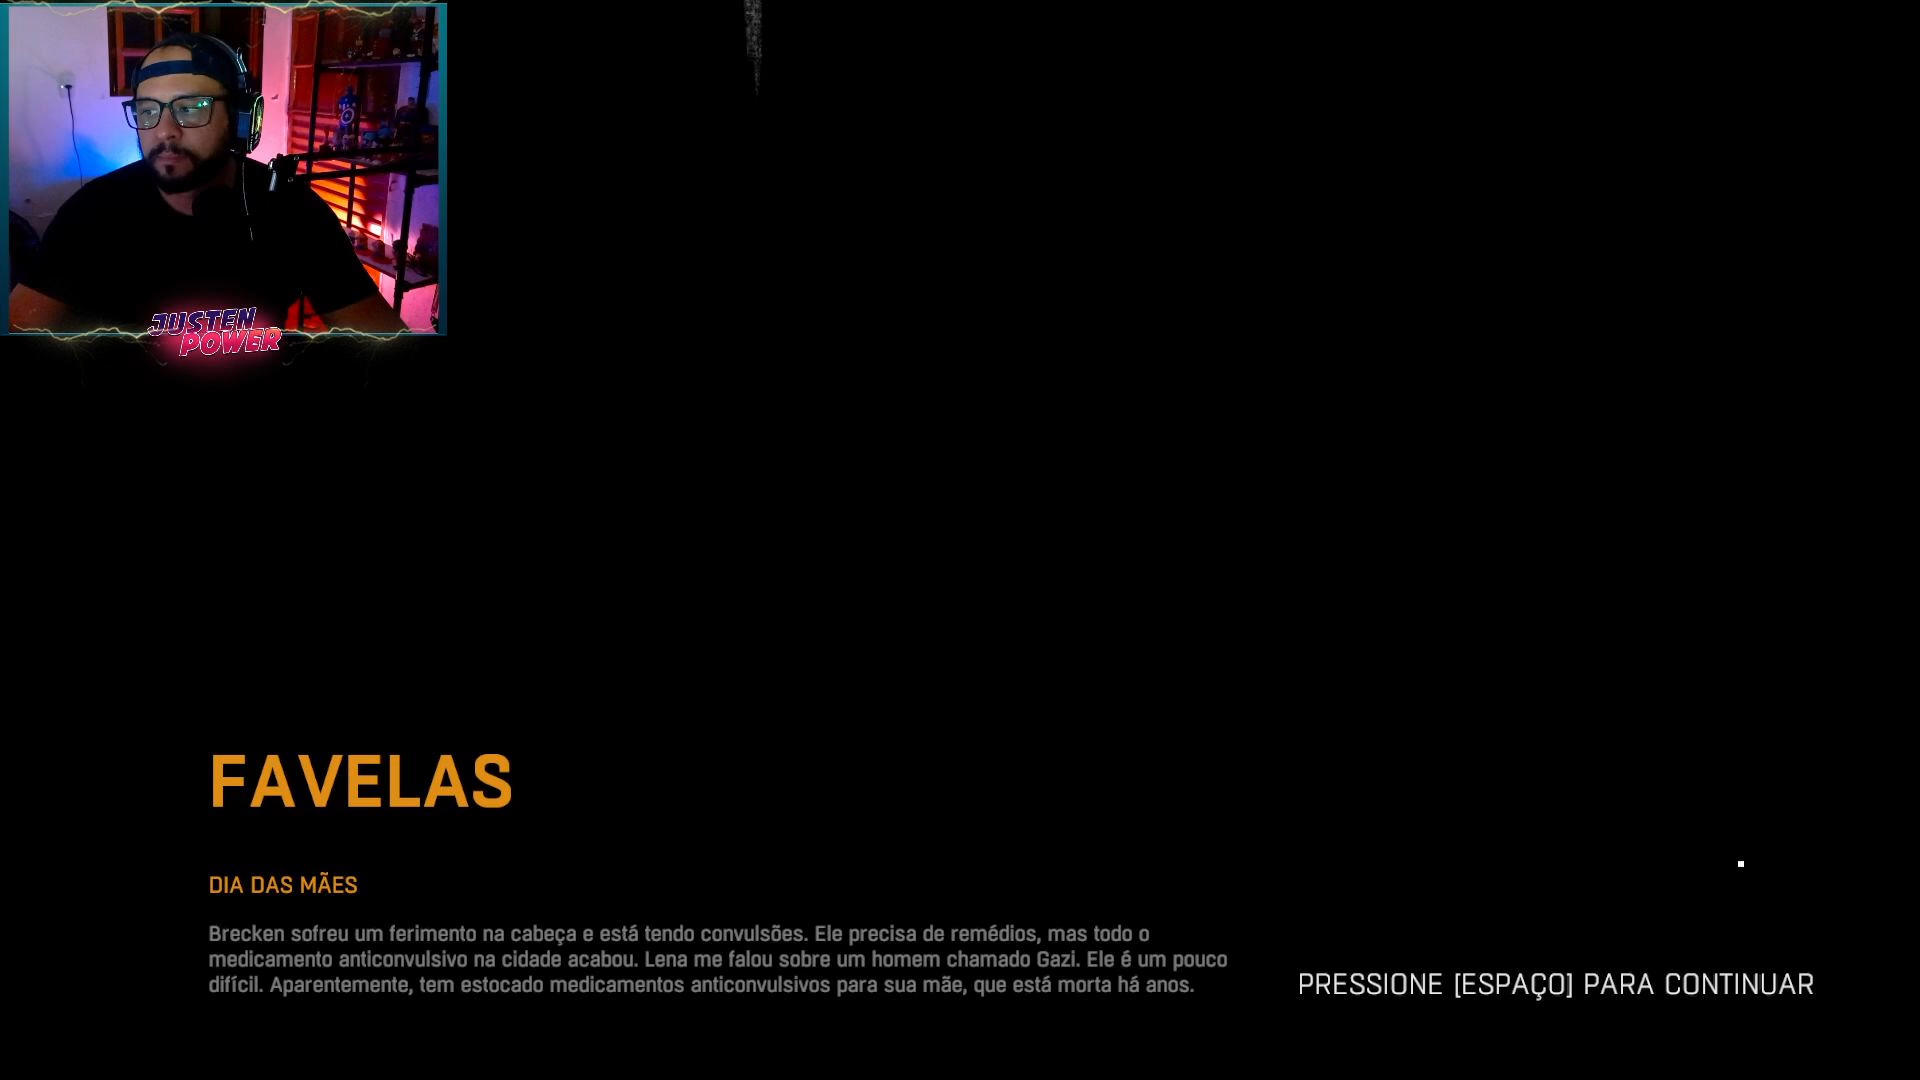 JUSTEN
POWER
FAVELAS
DIA DAS MÃES
Brecken sofreu um ferimento na cabeça e está tendo convulsões. Ele precisa de remédios, mas todo o
medicamento anticonvulsivo na cidade acabou. Lena me falou sobre um homem chamado Gazi. Ele é um pouco
difícil. Aparentemente, tem estocado medicamentos anticonvulsivos para sua mãe, que está morta há anos.
PRESSIONE [ESPAÇO] PARA CONTINUAR